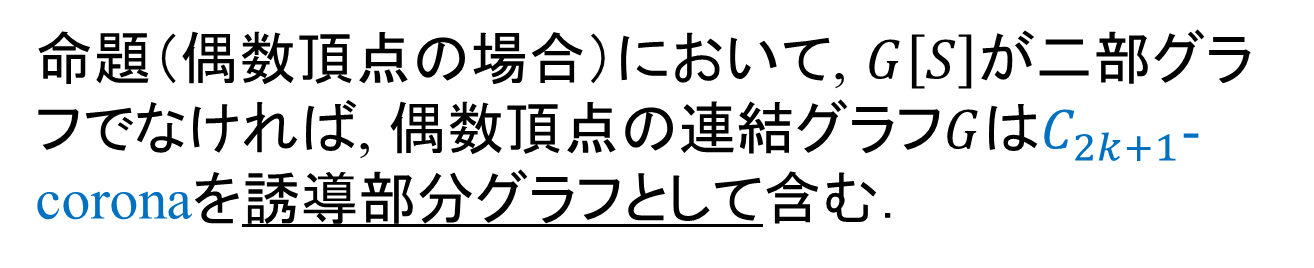 命題（偶数頂点の場合）において, G[S]が二部グラ
フでなければ, 偶数頂点の連結グラフGはC_{2k+1}-
coronaを誘導部分グラフとして含む.